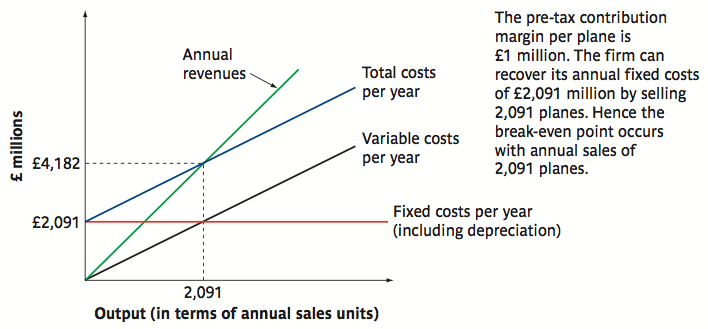 Annual
revenues
Total costs
per year
Variable costs
per year
Fixed costs per year
(including depreciation)
£ millions
£4,182
£2,091
2,091
Output (in terms of annual sales units)
The pre-tax contribution
margin per plane is
£1 million. The firm can
recover its annual fixed costs
of £2,091 million by selling
2,091 planes. Hence the
break-even point occurs
with annual sales of
2,091 planes.